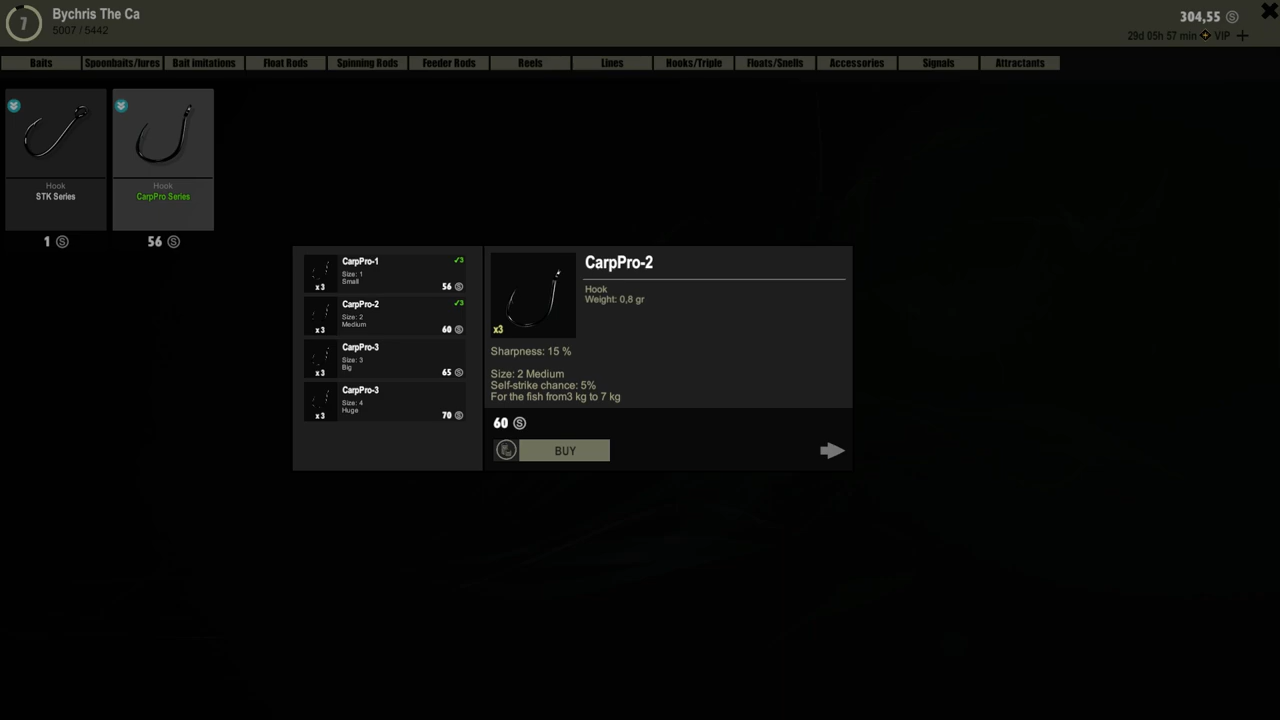 7
Bychris The Ca
5007 / 5442
304,55 S
29d 05h 57 min VIP +
Baits Spoonbaits/lures Bait imitations Float Rods Spinning Rods Feeder Rods Reels Lines Hooks/Triple Floats/Snells Accessories Signals Attractants
Hook
STK Series
1 S
Hook
CarpPro Series
56 S
CarpPro-1 ✓3
Size: 1
Small
x3 56 S
CarpPro-2 ✓3
Size: 2
Medium
x3 60 S
CarpPro-3
Size: 3
Big
x3 65 S
CarpPro-3
Size: 4
Huge
x3 70 S
CarpPro-2
Hook
Weight: 0,8 gr
x3
Sharpness: 15 %
Size: 2 Medium
Self-strike chance: 5%
For the fish from3 kg to 7 kg
60 S
BUY